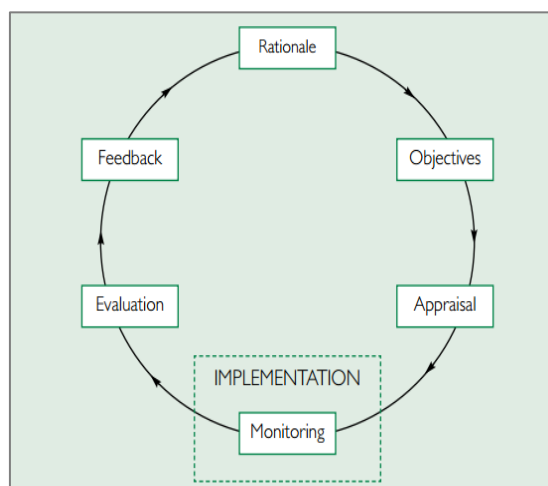 Rationale
Objectives
Appraisal
IMPLEMENTATION
Monitoring
Evaluation
Feedback